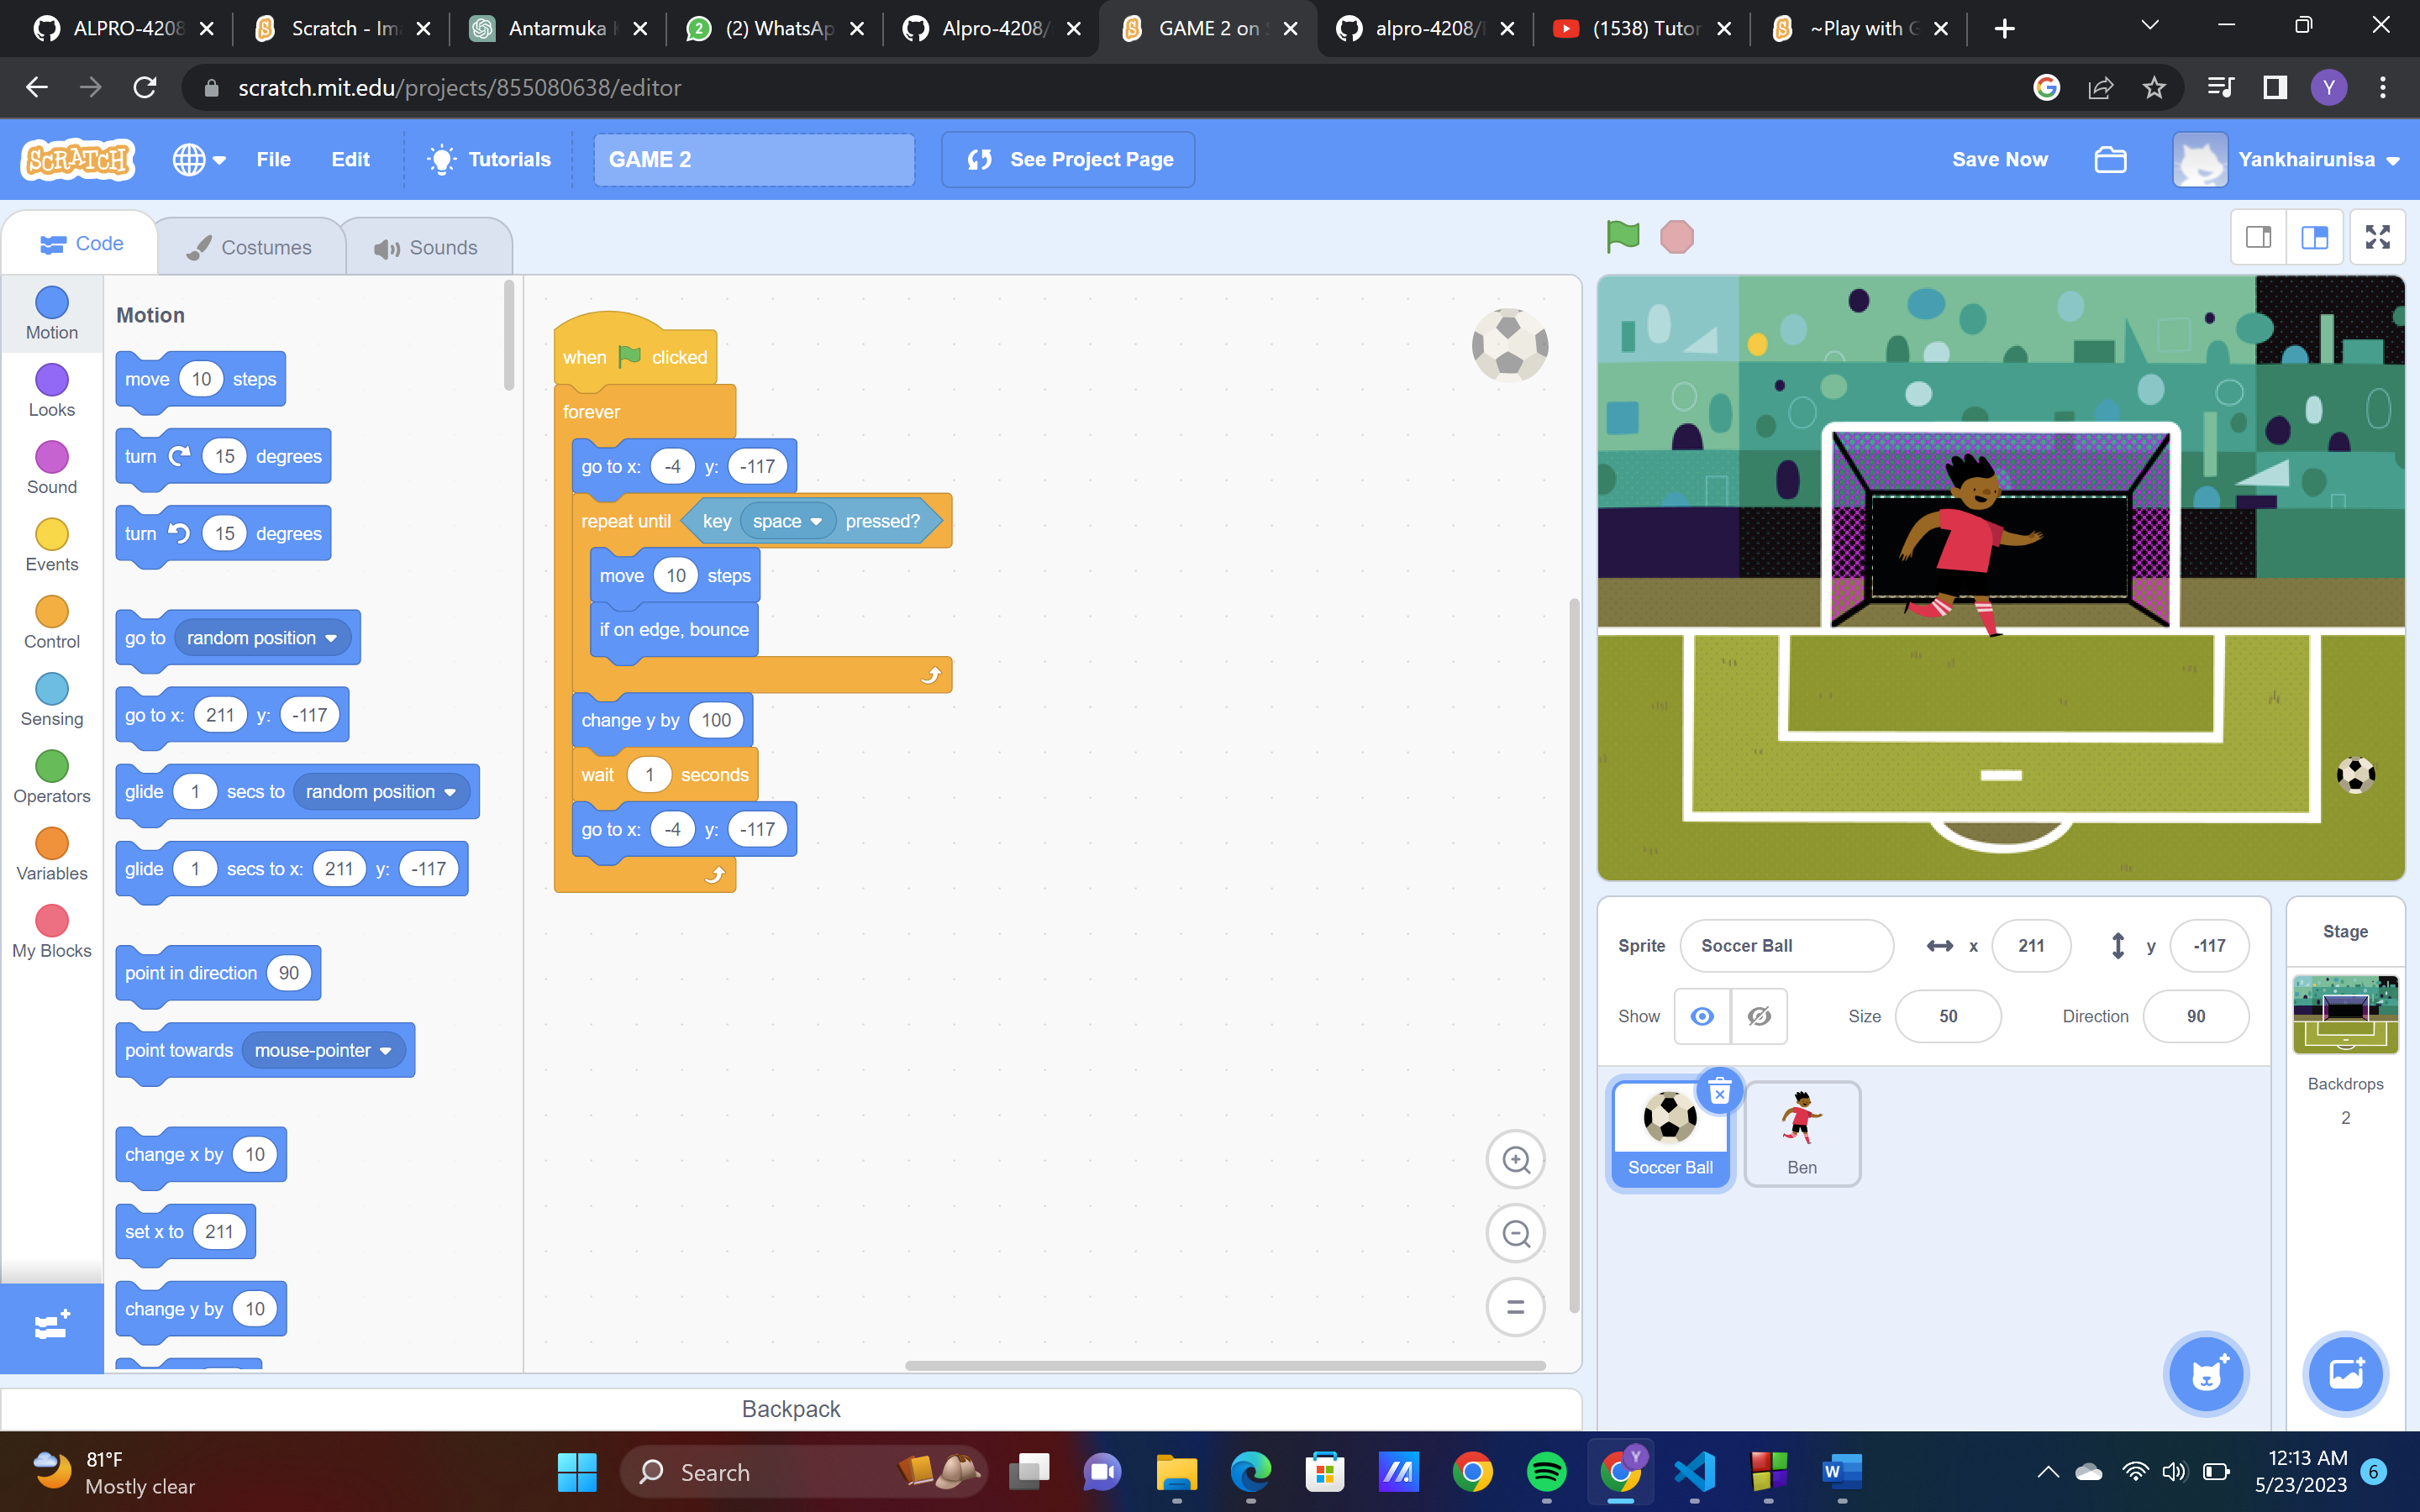 ALPRO-4208
Scratch - Im
Antarmuka
(2) WhatsAp
Alpro-4208/
GAME 2 on
alpro-4208/
(1538) Tutor
~Play with G
scratch.mit.edu/projects/855080638/editor
Y
SCRATCH
File
Edit
Tutorials
GAME 2
See Project Page
Save Now
Yankhairunisa
Code
Costumes
Sounds
Motion
Looks
Sound
Events
Control
Sensing
Operators
Variables
My Blocks
Motion
move 10 steps
turn 15 degrees
turn 15 degrees
go to random position
go to x: 211 y: -117
glide 1 secs to random position
glide 1 secs to x: 211 y: -117
point in direction 90
point towards mouse-pointer
change x by 10
set x to 211
change y by 10
when clicked
forever
go to x: -4 y: -117
repeat until key space pressed?
move 10 steps
if on edge, bounce
change y by 100
wait 1 seconds
go to x: -4 y: -117
Backpack
Sprite Soccer Ball x 211 y -117
Show Size 50 Direction 90
Soccer Ball
Ben
Stage
Backdrops
2
81°F
Mostly clear
Search
Y
W
12:13 AM
5/23/2023
6